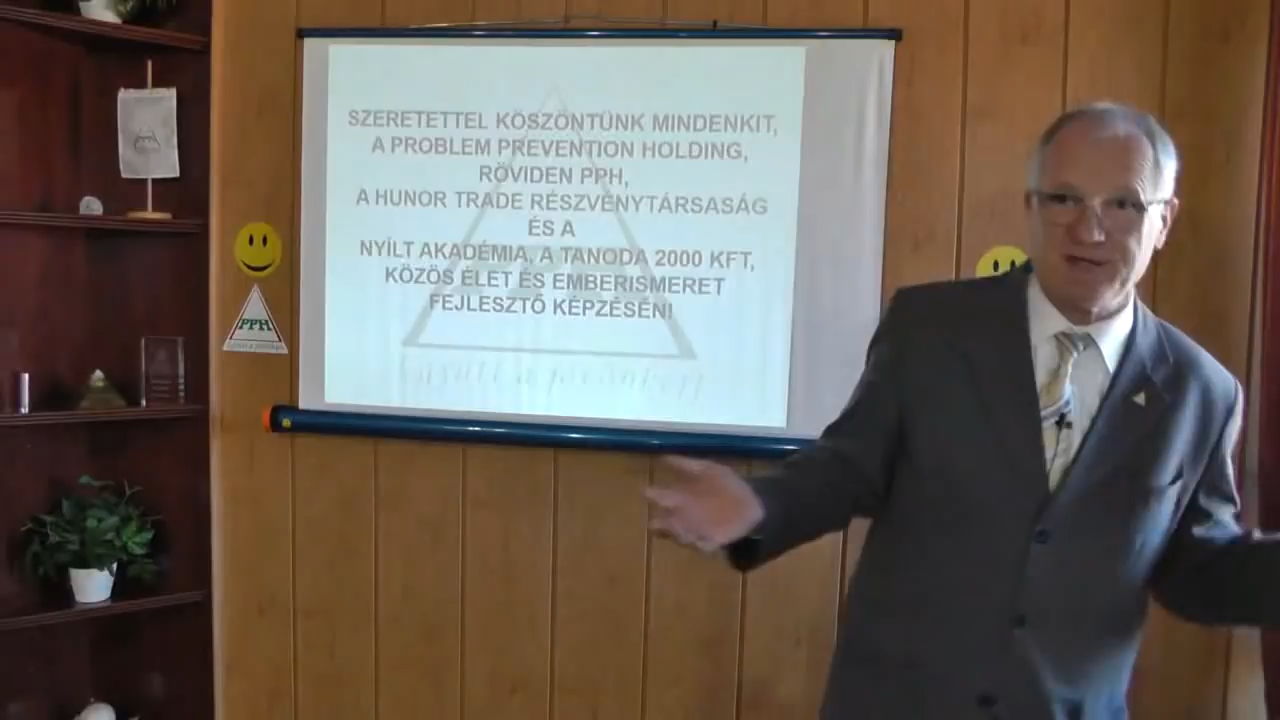 SZERETETTEL KÖSZÖNTÜNK MINDENKIT,
A PROBLEM PREVENTION HOLDING,
RÖVIDEN PPH,
A HUNOR TRADE RÉSZVÉNYTÁRSASÁG
ÉS A
NYÍLT AKADÉMIA, A TANODA 2000 KFT,
KÖZÖS ÉLET ÉS EMBERISMERET
FEJLESZTŐ KÉPZÉSÉN!
PPH